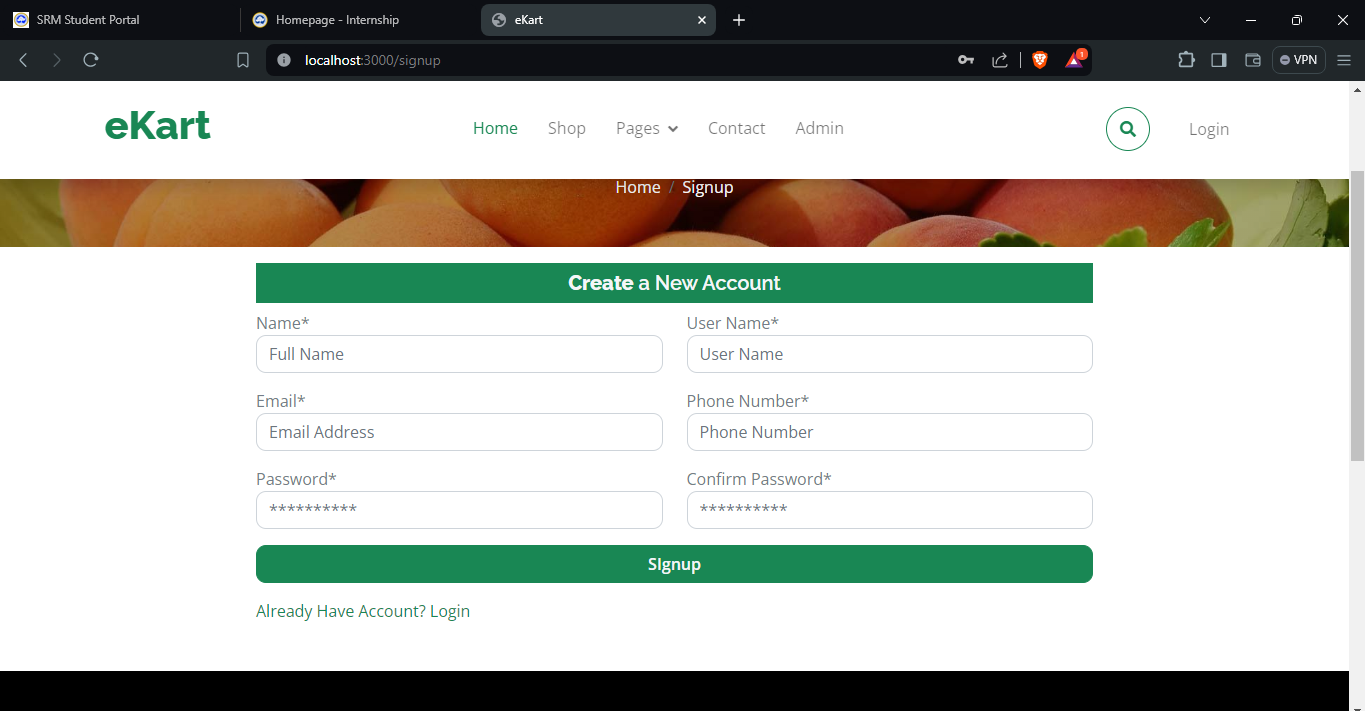 SRM Student Portal
Homepage - Internship
eKart
localhost:3000/signup
1
VPN
eKart
Home
Shop
Pages
Contact
Admin
Login
Home / Signup
Create a New Account
Name*
User Name*
Full Name
User Name
Email*
Phone Number*
Email Address
Phone Number
Password*
Confirm Password*
**********
**********
SIgnup
Already Have Account? Login